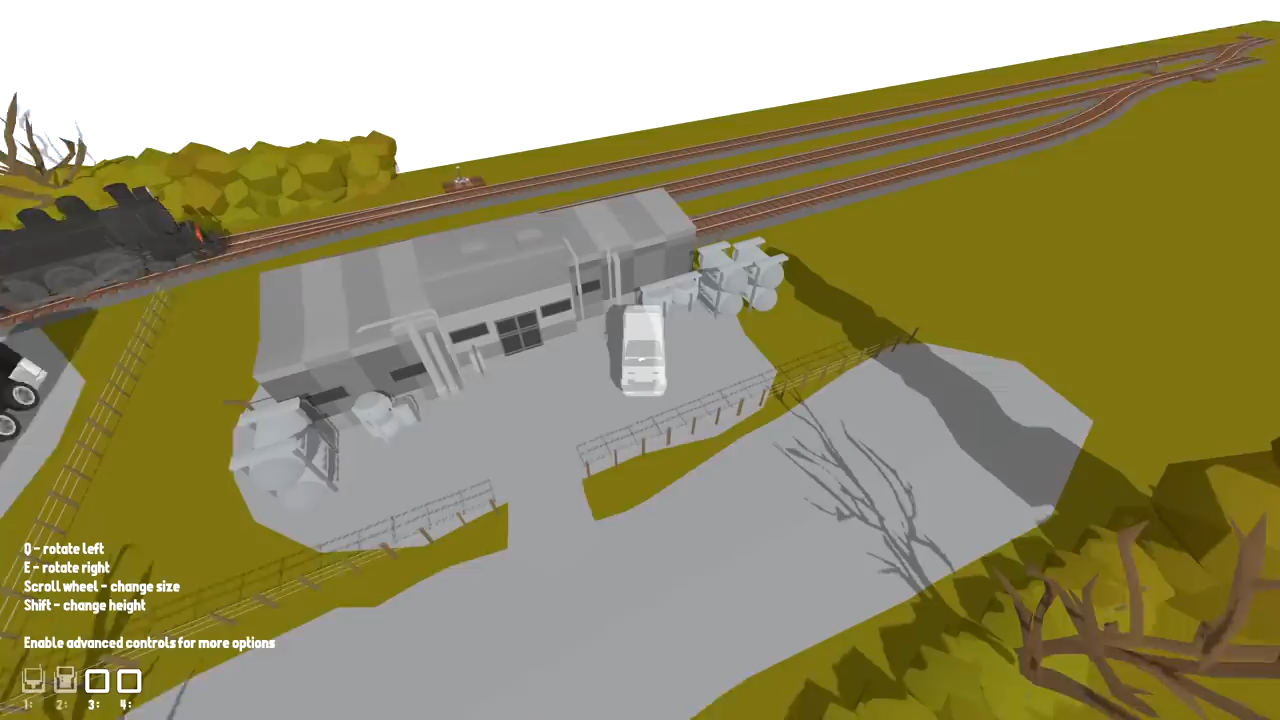 Q - rotate left
E - rotate right
Scroll wheel - change size
Shift - change height
Enable advanced controls for more options
1: 2: 3: 4: